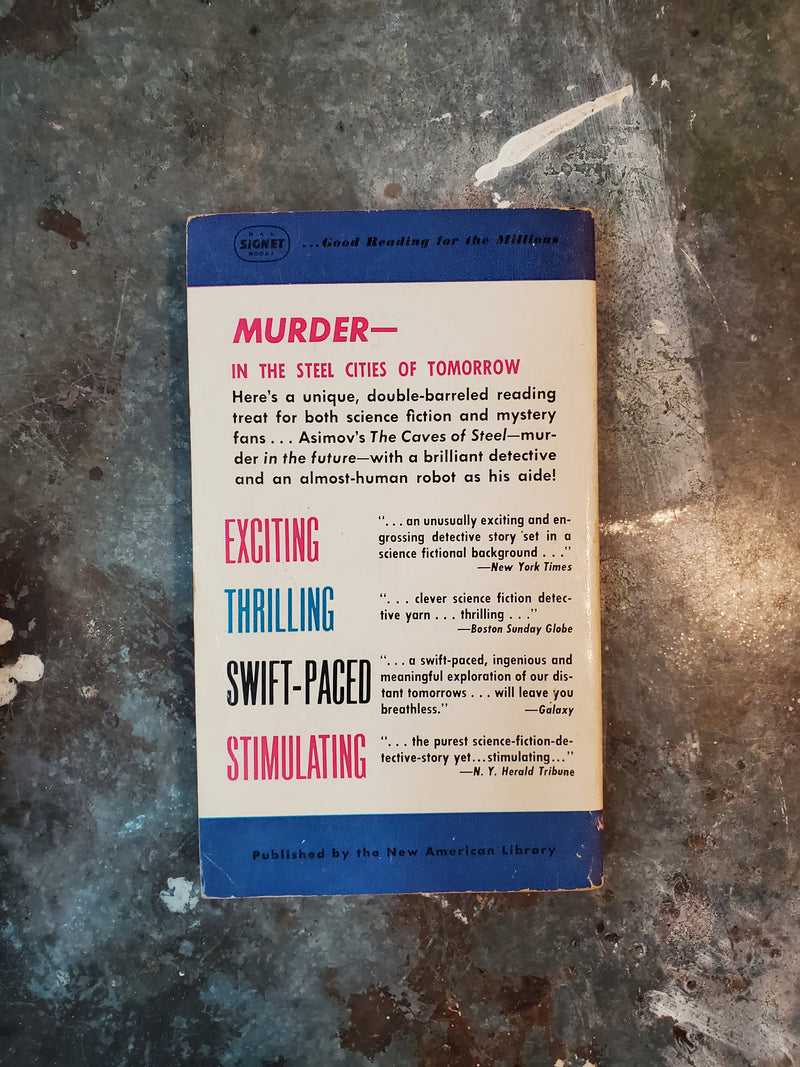 N A L
SIGNET
BOOKS
...Good Reading for the Millions
MURDER—
IN THE STEEL CITIES OF TOMORROW
Here's a unique, double-barreled reading
treat for both science fiction and mystery
fans . . . Asimov's The Caves of Steel—mur-
der in the future—with a brilliant detective
and an almost-human robot as his aide!
EXCITING
". . . an unusually exciting and en-
grossing detective story set in a
science fictional background . . ."
—New York Times
THRILLING
". . . clever science fiction detec-
tive yarn . . . thrilling . . ."
—Boston Sunday Globe
SWIFT-PACED
". . . a swift-paced, ingenious and
meaningful exploration of our dis-
tant tomorrows . . . will leave you
breathless." —Galaxy
STIMULATING
". . . the purest science-fiction-de-
tective-story yet...stimulating..."
—N. Y. Herald Tribune
Published by the New American Library